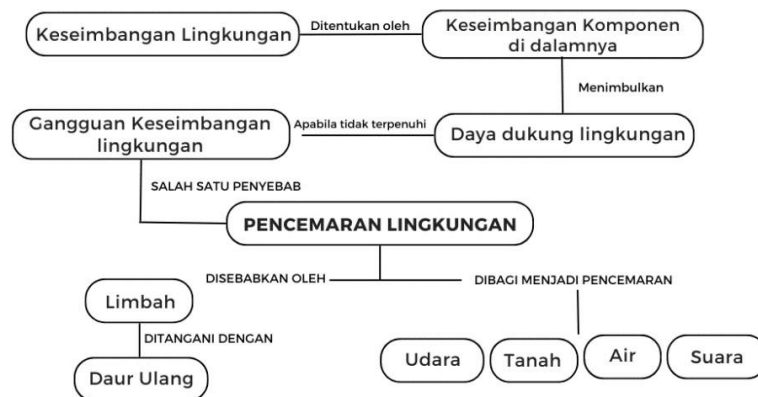 Keseimbangan Lingkungan
Ditentukan oleh
Keseimbangan Komponen
di dalamnya
Menimbulkan
Gangguan Keseimbangan
lingkungan
Apabila tidak terpenuhi
Daya dukung lingkungan
SALAH SATU PENYEBAB
PENCEMARAN LINGKUNGAN
DISEBABKAN OLEH
DIBAGI MENJADI PENCEMARAN
Limbah
DITANGANI DENGAN
Daur Ulang
Udara
Tanah
Air
Suara